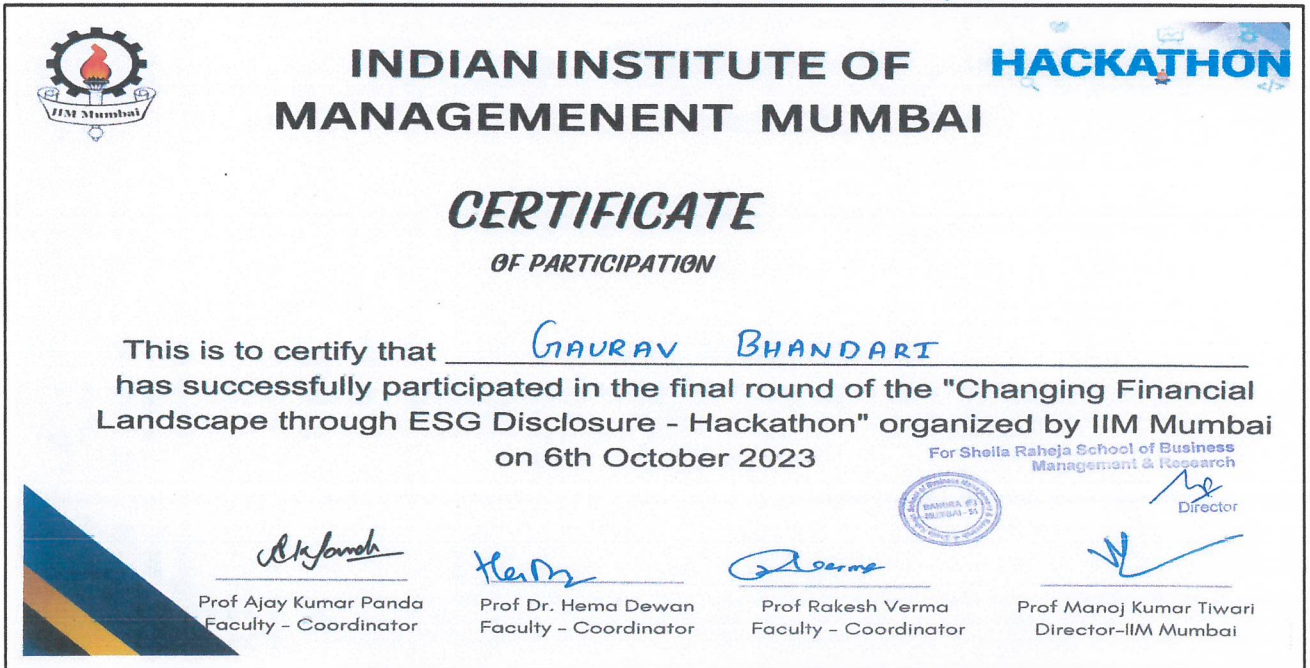 INDIAN INSTITUTE OF
MANAGEMENENT MUMBAI
HACKATHON
IIM Mumbai
CERTIFICATE
OF PARTICIPATION
This is to certify that GAURAV BHANDARI
has successfully participated in the final round of the "Changing Financial
Landscape through ESG Disclosure - Hackathon" organized by IIM Mumbai
on 6th October 2023
For Sheila Raheja School of Business
Management & Research
Director
BANDRA (E)
MUMBAI - 51
Prof Ajay Kumar Panda
Faculty - Coordinator
Prof Dr. Hema Dewan
Faculty - Coordinator
Prof Rakesh Verma
Faculty - Coordinator
Prof Manoj Kumar Tiwari
Director-IIM Mumbai